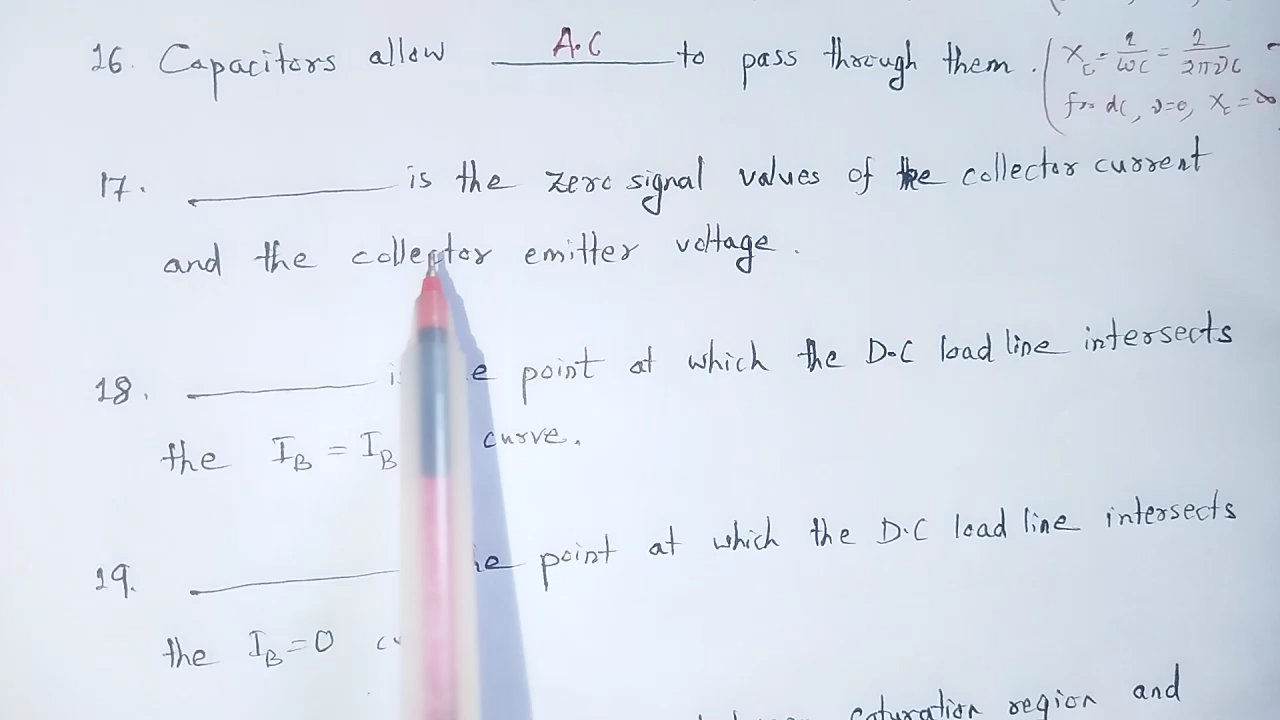 16. Capacitors allow A.C to pass through them.
(X_C = 1/ωC = 1/2πνC
for dc, ν=0, X_C = ∞
17. ________ is the zero signal values of the collector current
and the collector emitter voltage.
18. ________ point at which the D.C load line intersects
the I_B = I_B curve.
19. ________ point at which the D.C load line intersects
the I_B = 0
saturation region and